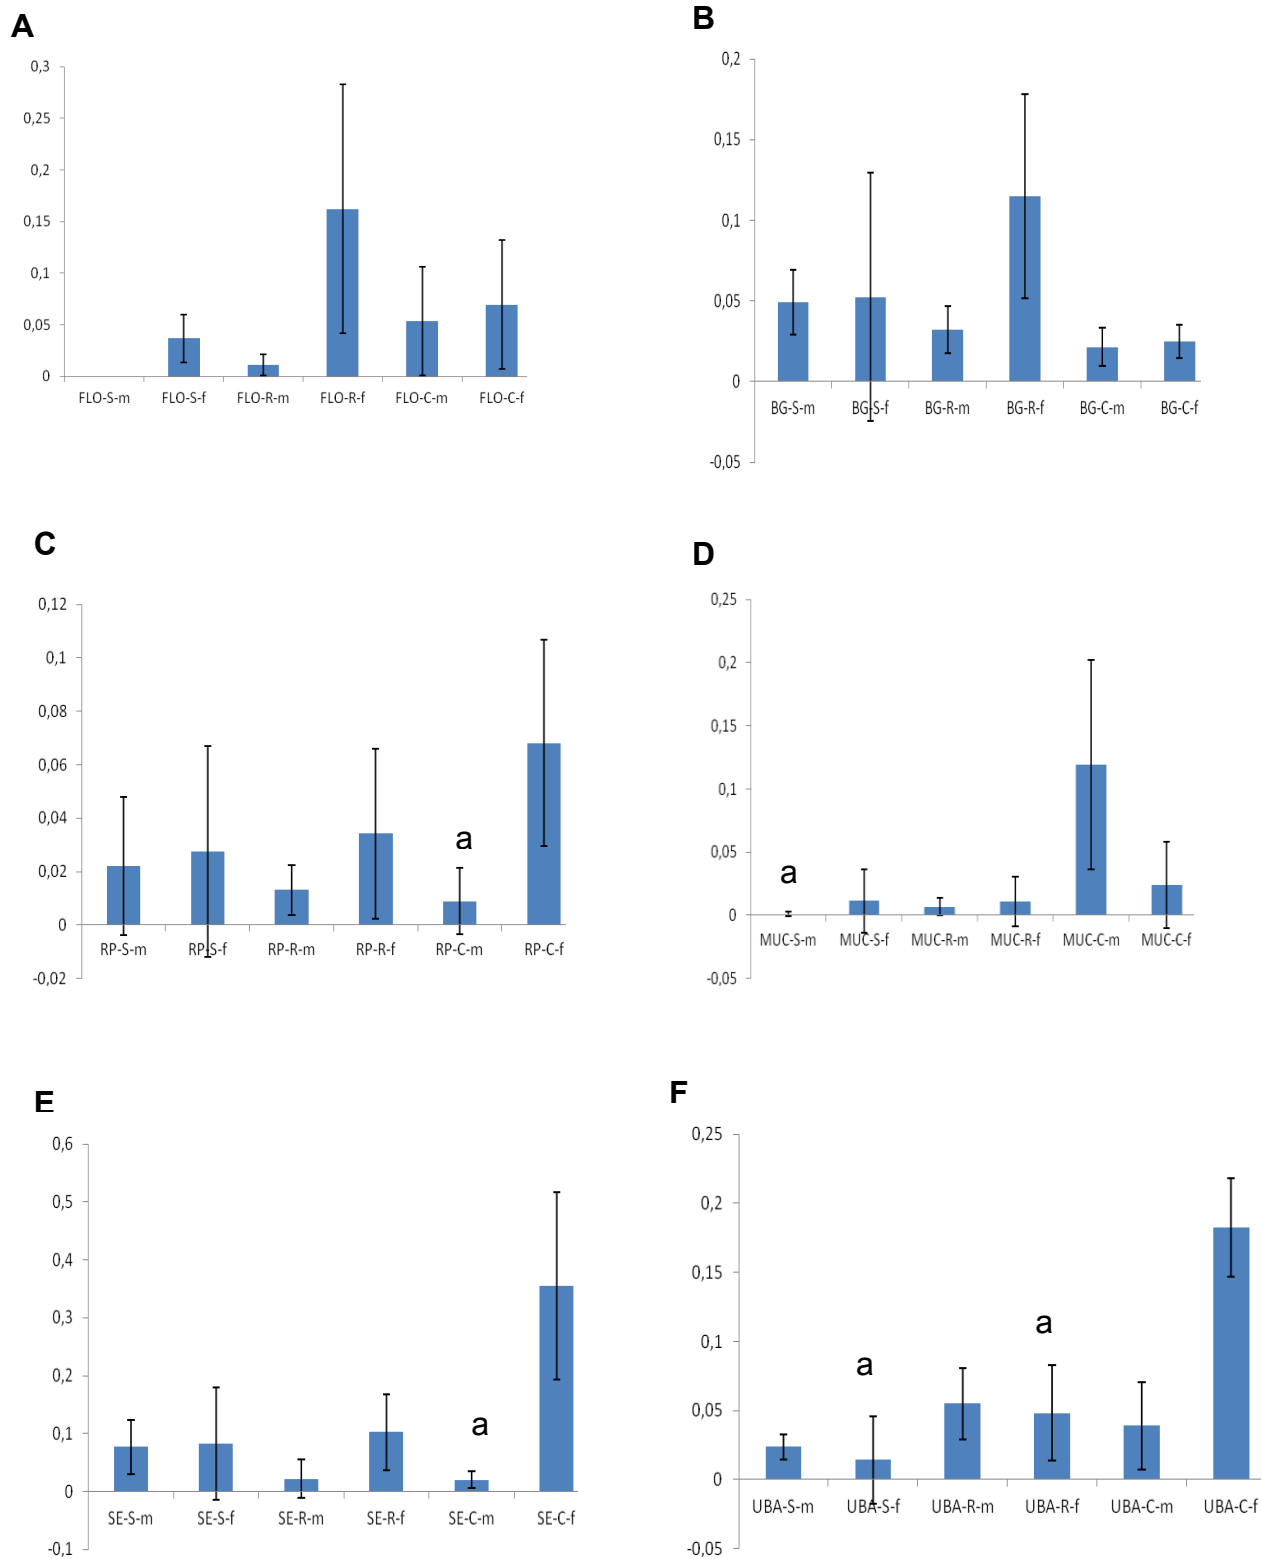 A
0,3
0,25
0,2
0,15
0,1
0,05
0
FLO-S-m FLO-S-f FLO-R-m FLO-R-f FLO-C-m FLO-C-f
B
0,2
0,15
0,1
0,05
0
BG-S-m BG-S-f BG-R-m BG-R-f BG-C-m BG-C-f
-0,05
C
0,12
0,1
0,08
0,06
0,04
a
0,02
0
RP-S-m RP-S-f RP-R-m RP-R-f RP-C-m RP-C-f
-0,02
D
0,25
0,2
0,15
0,1
0,05
a
0
MUC-S-m MUC-S-f MUC-R-m MUC-R-f MUC-C-m MUC-C-f
-0,05
E
0,6
0,5
0,4
0,3
0,2
0,1
a
0
SE-S-m SE-S-f SE-R-m SE-R-f SE-C-m SE-C-f
-0,1
F
0,25
0,2
0,15
0,1
a
a
0,05
0
UBA-S-m UBA-S-f UBA-R-m UBA-R-f UBA-C-m UBA-C-f
-0,05